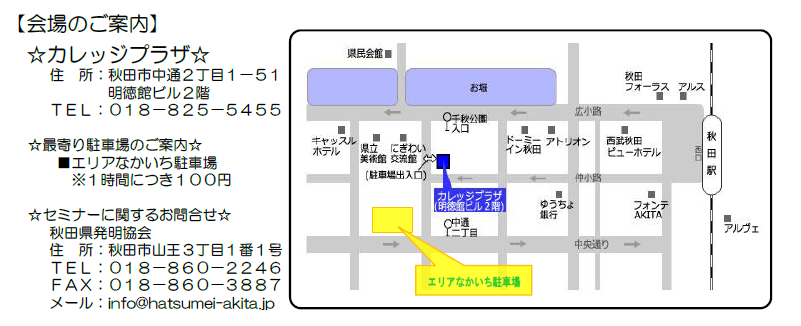 【会場のご案内】
☆カレッジプラザ☆
住　所：秋田市中通２丁目１－５１
明徳館ビル２階
ＴＥＬ：０１８－８２５－５４５５
☆最寄り駐車場のご案内☆
■エリアなかいち駐車場
※１時間につき１００円
☆セミナーに関するお問合せ☆
秋田県発明協会
住　所：秋田市山王３丁目１番１号
ＴＥＬ：０１８－８６０－２２４６
ＦＡＸ：０１８－８６０－３８８７
メール：info@hatsumei-akita.jp
県民会館
お堀
秋田
フォーラス
アルス
広小路
千秋公園
入口
キャッスル
ホテル
県立
美術館
にぎわい
交流館
(駐車場出入口)
ドーミー
イン秋田
アトリオン
西武秋田
ビューホテル
西口
秋田駅
仲小路
カレッジプラザ
(明徳館ビル２階)
ゆうちょ
銀行
フォンテ
AKITA
中通
二丁目
アルヴェ
中央通り
エリアなかいち駐車場